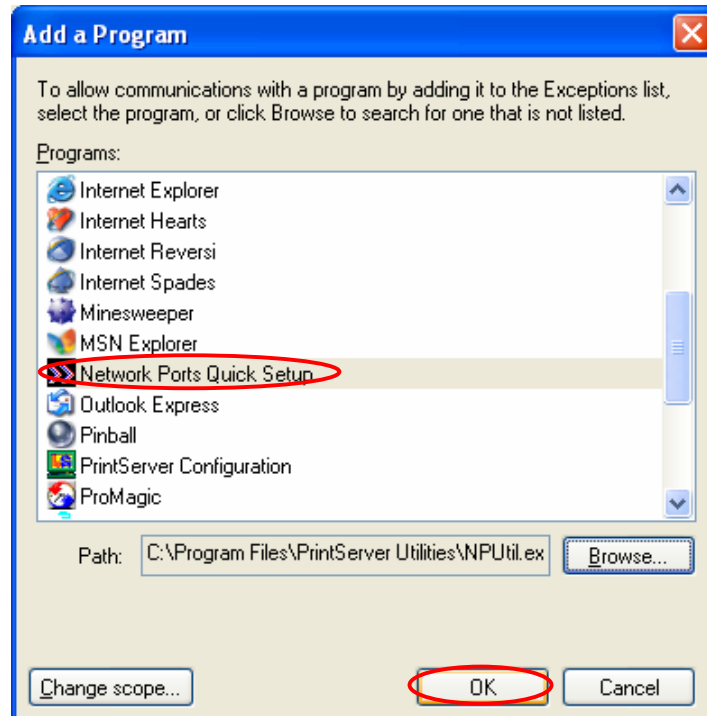 Add a Program
To allow communications with a program by adding it to the Exceptions list,
select the program, or click Browse to search for one that is not listed.
Programs:
Internet Explorer
Internet Hearts
Internet Reversi
Internet Spades
Minesweeper
MSN Explorer
Network Ports Quick Setup
Outlook Express
Pinball
PrintServer Configuration
ProMagic
Path: C:\Program Files\PrintServer Utilities\NPUtil.ex Browse...
Change scope... OK Cancel